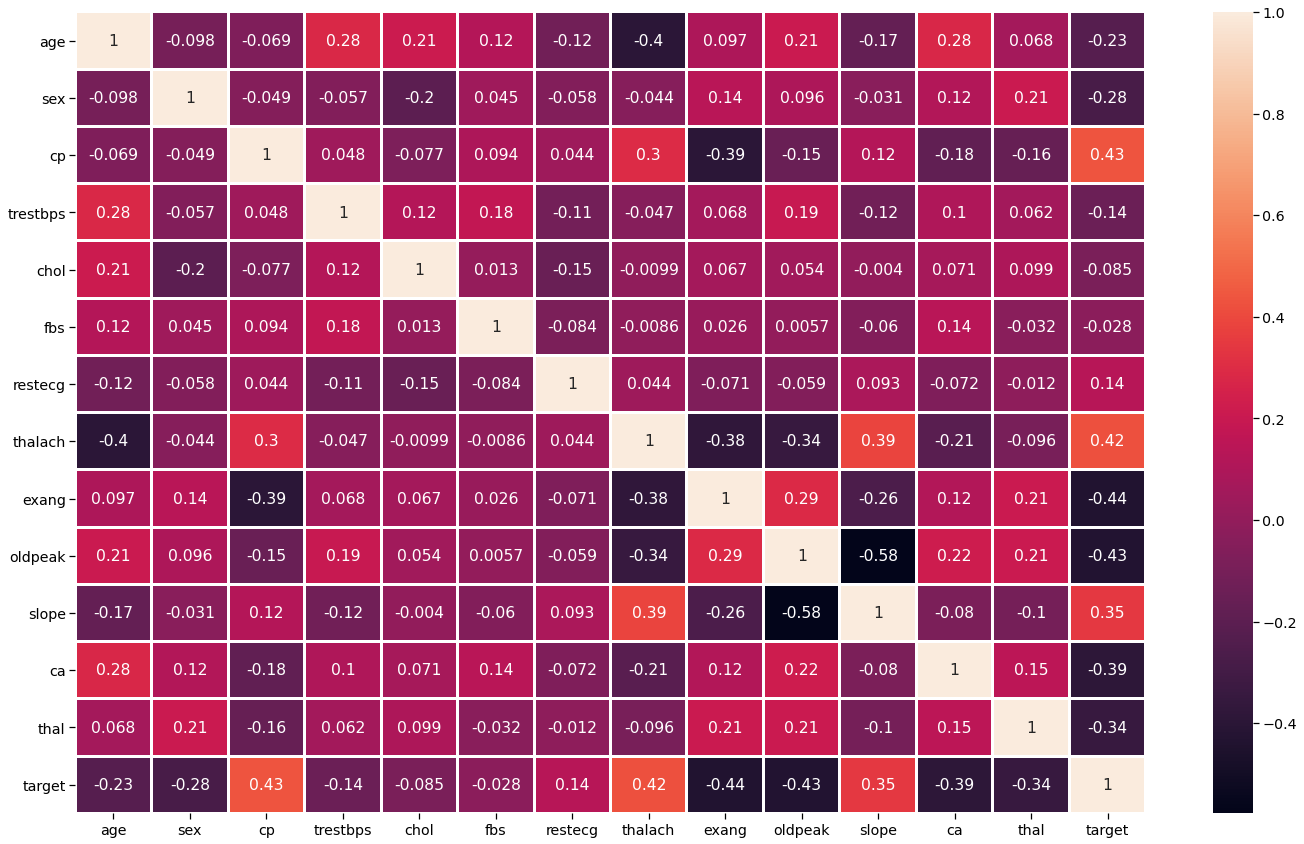 age 1 -0.098 -0.069 0.28 0.21 0.12 -0.12 -0.4 0.097 0.21 -0.17 0.28 0.068 -0.23
sex -0.098 1 -0.049 -0.057 -0.2 0.045 -0.058 -0.044 0.14 0.096 -0.031 0.12 0.21 -0.28
cp -0.069 -0.049 1 0.048 -0.077 0.094 0.044 0.3 -0.39 -0.15 0.12 -0.18 -0.16 0.43
trestbps 0.28 -0.057 0.048 1 0.12 0.18 -0.11 -0.047 0.068 0.19 -0.12 0.1 0.062 -0.14
chol 0.21 -0.2 -0.077 0.12 1 0.013 -0.15 -0.0099 0.067 0.054 -0.004 0.071 0.099 -0.085
fbs 0.12 0.045 0.094 0.18 0.013 1 -0.084 -0.0086 0.026 0.0057 -0.06 0.14 -0.032 -0.028
restecg -0.12 -0.058 0.044 -0.11 -0.15 -0.084 1 0.044 -0.071 -0.059 0.093 -0.072 -0.012 0.14
thalach -0.4 -0.044 0.3 -0.047 -0.0099 -0.0086 0.044 1 -0.38 -0.34 0.39 -0.21 -0.096 0.42
exang 0.097 0.14 -0.39 0.068 0.067 0.026 -0.071 -0.38 1 0.29 -0.26 0.12 0.21 -0.44
oldpeak 0.21 0.096 -0.15 0.19 0.054 0.0057 -0.059 -0.34 0.29 1 -0.58 0.22 0.21 -0.43
slope -0.17 -0.031 0.12 -0.12 -0.004 -0.06 0.093 0.39 -0.26 -0.58 1 -0.08 -0.1 0.35
ca 0.28 0.12 -0.18 0.1 0.071 0.14 -0.072 -0.21 0.12 0.22 -0.08 1 0.15 -0.39
thal 0.068 0.21 -0.16 0.062 0.099 -0.032 -0.012 -0.096 0.21 0.21 -0.1 0.15 1 -0.34
target -0.23 -0.28 0.43 -0.14 -0.085 -0.028 0.14 0.42 -0.44 -0.43 0.35 -0.39 -0.34 1
age sex cp trestbps chol fbs restecg thalach exang oldpeak slope ca thal target
1.0
0.8
0.6
0.4
0.2
0.0
−0.2
−0.4